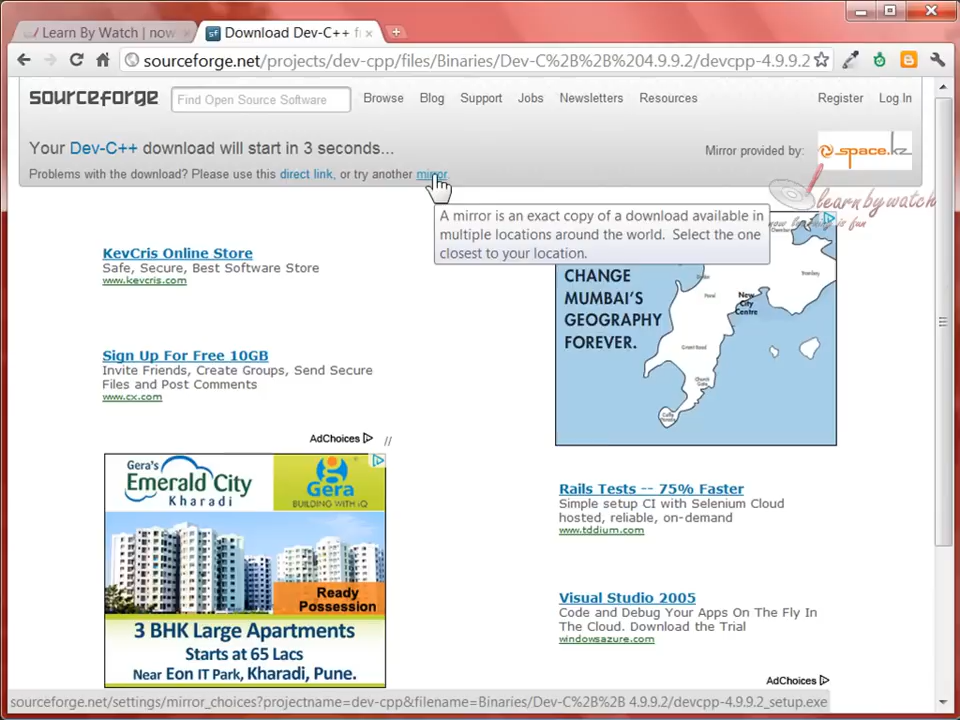 Learn By Watch | now
Download Dev-C++ f
sourceforge.net/projects/dev-cpp/files/Binaries/Dev-C%2B%2B%204.9.9.2/devcpp-4.9.9.2
sourceforge
Find Open Source Software
Browse
Blog
Support
Jobs
Newsletters
Resources
Register
Log In
Your Dev-C++ download will start in 3 seconds...
Mirror provided by:
space.kz
Problems with the download? Please use this direct link, or try another mirror.
learnbywatch
A mirror is an exact copy of a download available in
multiple locations around the world. Select the one
closest to your location.
KevCris Online Store
Safe, Secure, Best Software Store
www.kevcris.com
CHANGE
MUMBAI'S
GEOGRAPHY
FOREVER.
New
City
Centre
Sign Up For Free 10GB
Invite Friends, Create Groups, Send Secure
Files and Post Comments
www.cx.com
AdChoices
//
Gera's
Emerald City
Kharadi
Gera
BUILDING WITH iQ
Ready
Possession
3 BHK Large Apartments
Starts at 65 Lacs
Near Eon IT Park, Kharadi, Pune.
Rails Tests -- 75% Faster
Simple setup CI with Selenium Cloud
hosted, reliable, on-demand
www.tddium.com
Visual Studio 2005
Code and Debug Your Apps On The Fly In
The Cloud. Download the Trial
windowsazure.com
AdChoices
sourceforge.net/settings/mirror_choices?projectname=dev-cpp&filename=Binaries/Dev-C%2B%2B 4.9.9.2/devcpp-4.9.9.2_setup.exe